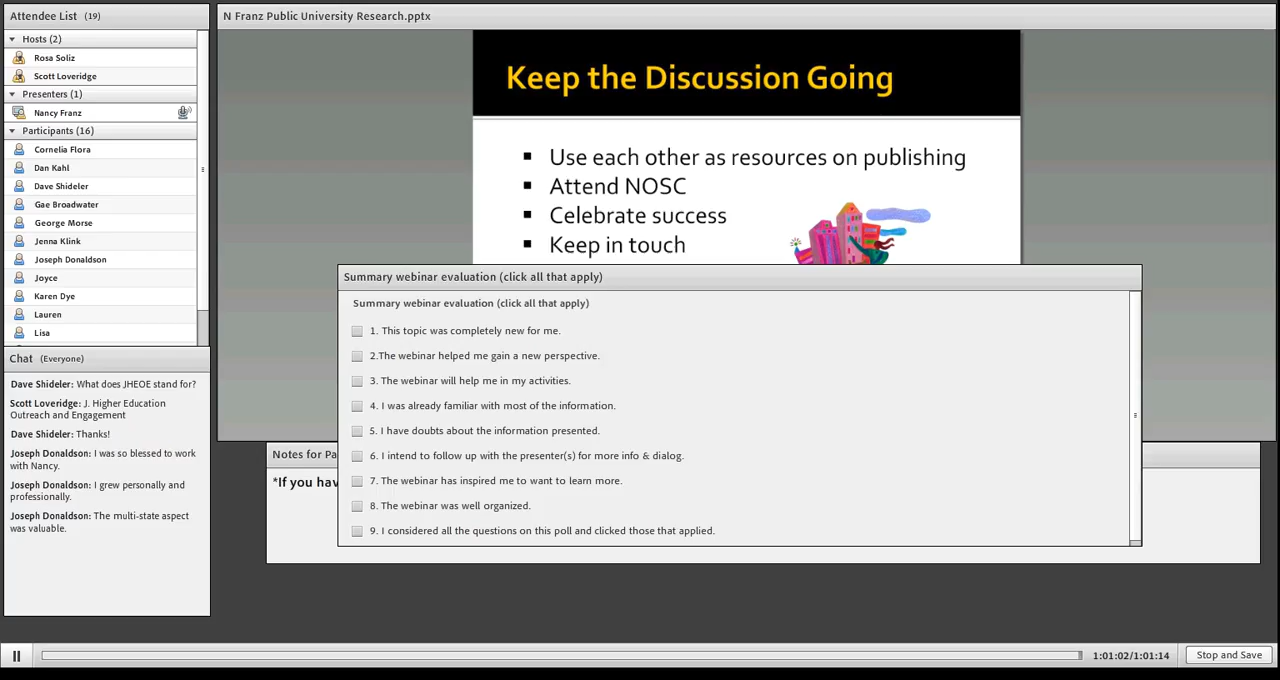 Attendee List (19)
Hosts (2)
Rosa Soliz
Scott Loveridge
Presenters (1)
Nancy Franz
Participants (16)
Cornelia Flora
Dan Kahl
Dave Shideler
Gae Broadwater
George Morse
Jenna Klink
Joseph Donaldson
Joyce
Karen Dye
Lauren
Lisa
Chat (Everyone)
Dave Shideler: What does JHEOE stand for?
Scott Loveridge: J. Higher Education
Outreach and Engagement
Dave Shideler: Thanks!
Joseph Donaldson: I was so blessed to work
with Nancy.
Joseph Donaldson: I grew personally and
professionally.
Joseph Donaldson: The multi-state aspect
was valuable.
N Franz Public University Research.pptx
Keep the Discussion Going
Use each other as resources on publishing
Attend NOSC
Celebrate success
Keep in touch
Summary webinar evaluation (click all that apply)
Summary webinar evaluation (click all that apply)
1. This topic was completely new for me.
2.The webinar helped me gain a new perspective.
3. The webinar will help me in my activities.
4. I was already familiar with most of the information.
5. I have doubts about the information presented.
6. I intend to follow up with the presenter(s) for more info & dialog.
7. The webinar has inspired me to want to learn more.
8. The webinar was well organized.
9. I considered all the questions on this poll and clicked those that applied.
Notes for Pa
*If you hav
1:01:02/1:01:14
Stop and Save